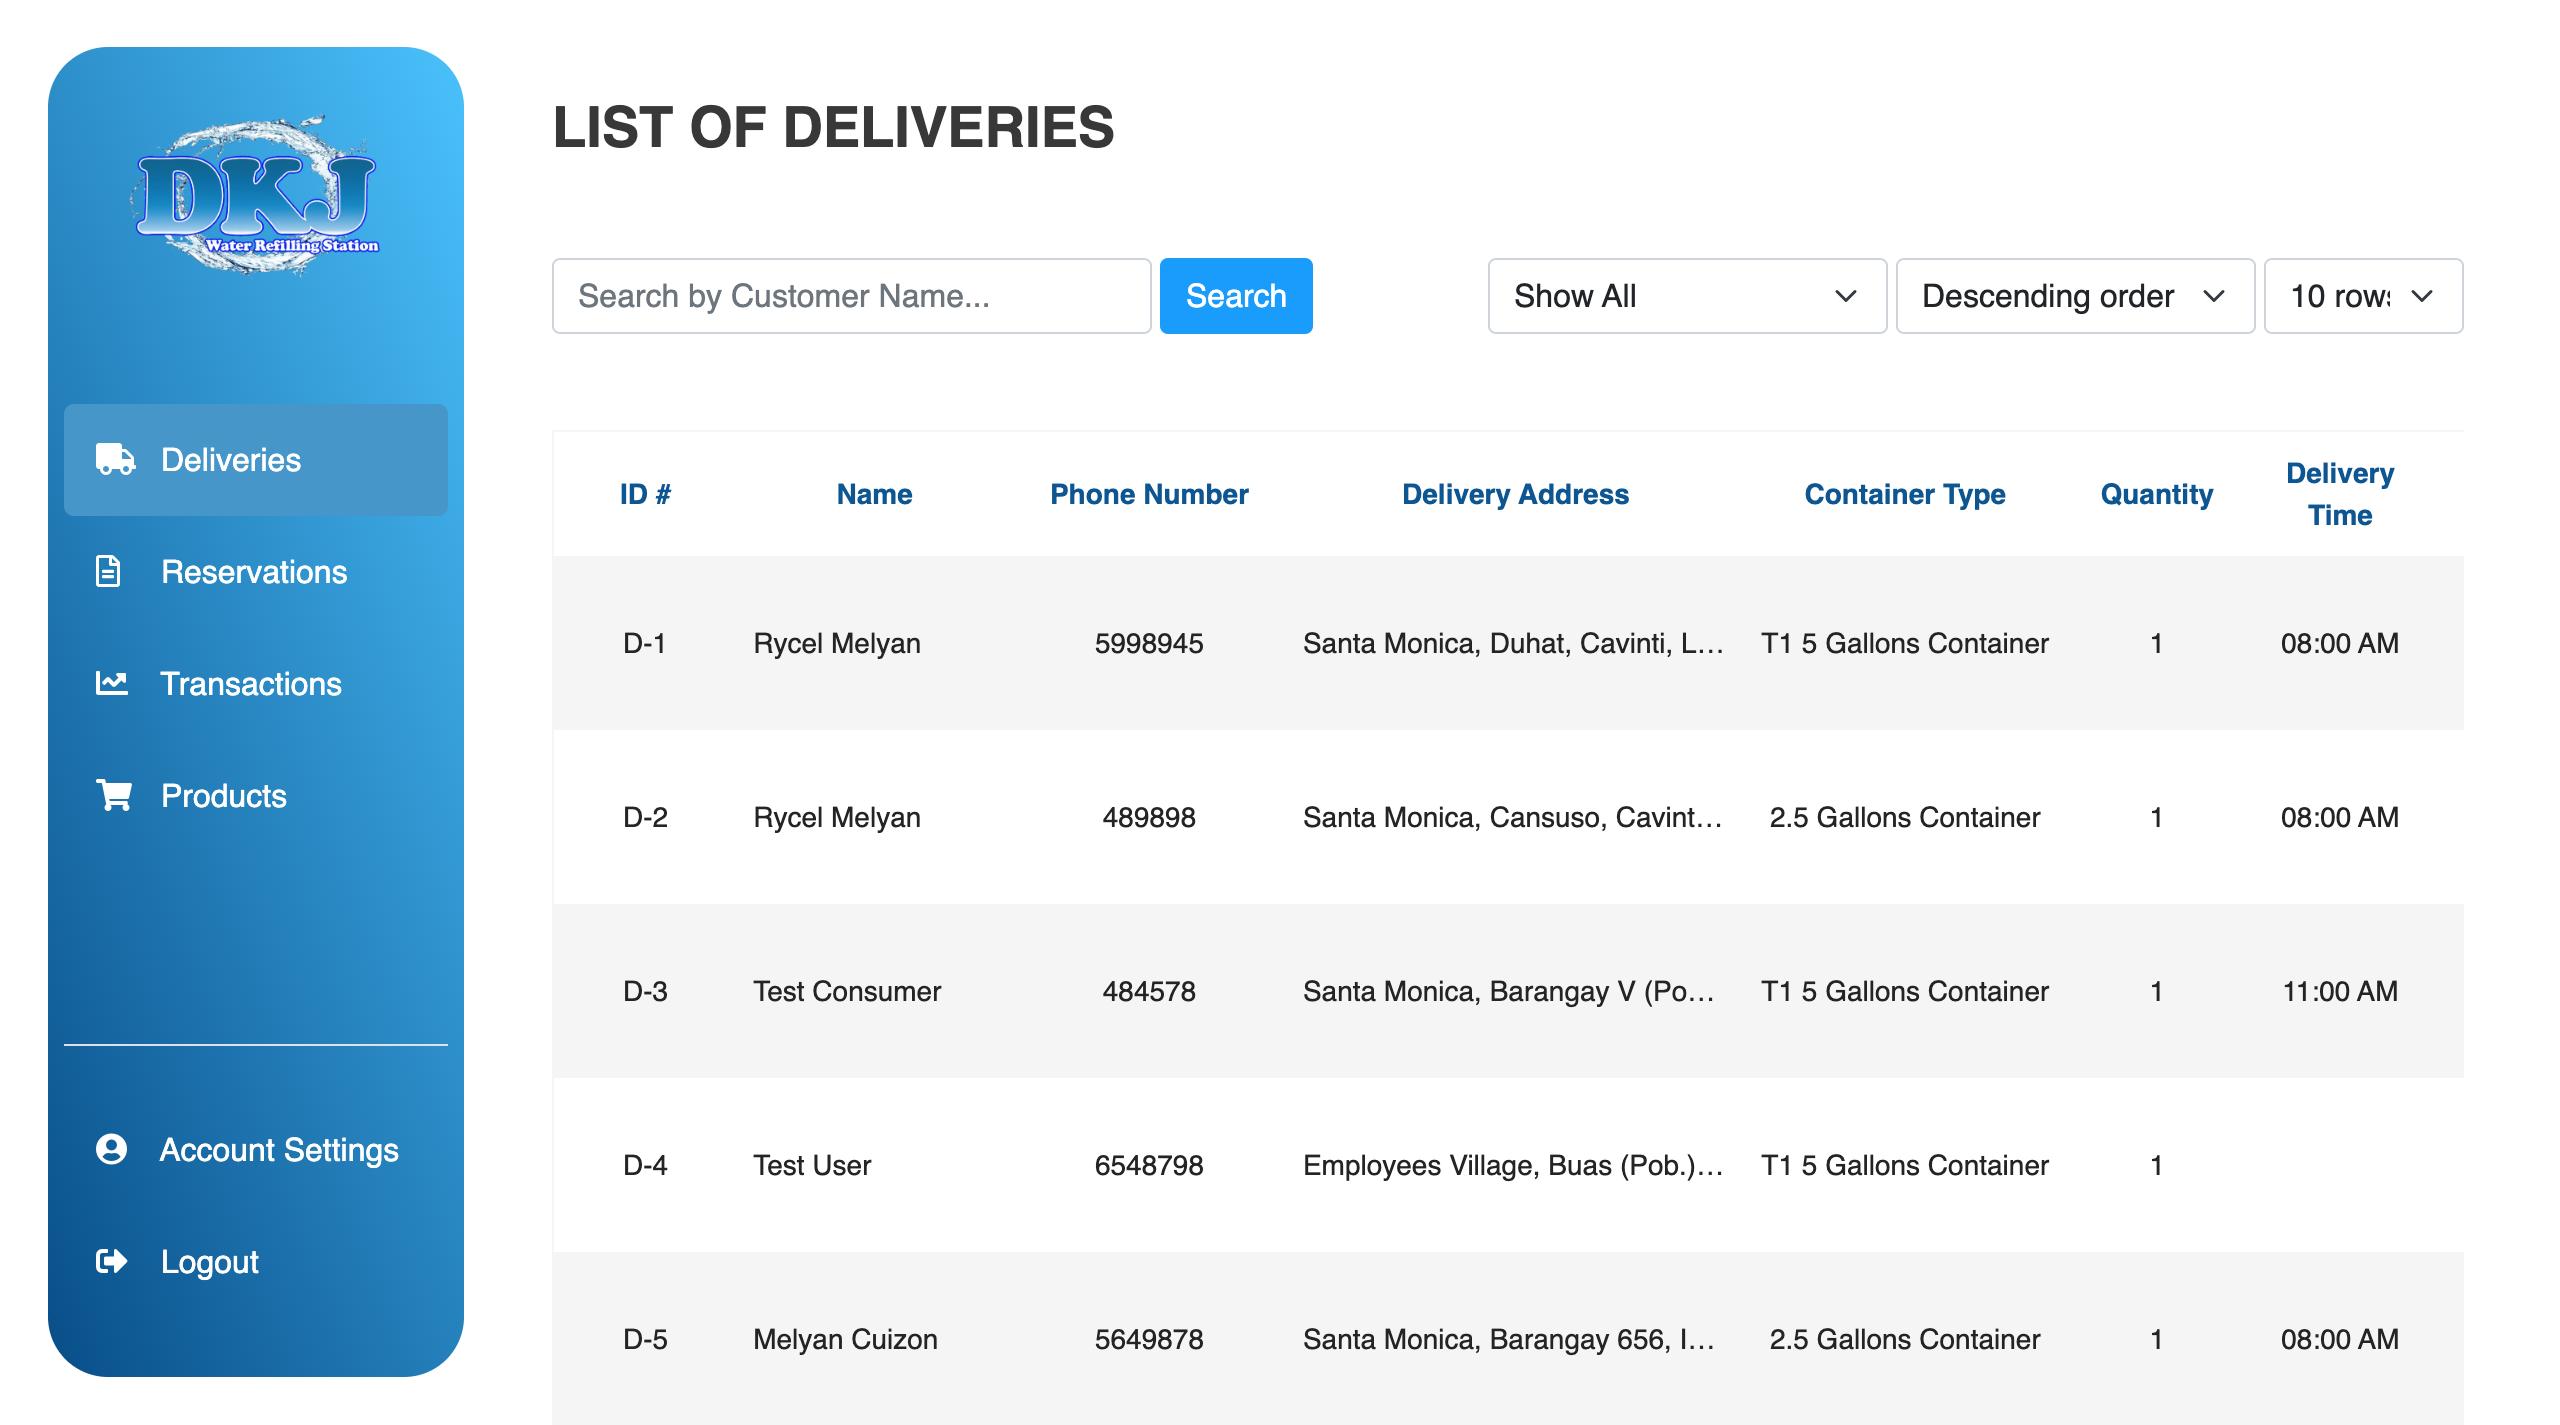 DKJ
Water Refilling Station
Deliveries
Reservations
Transactions
Products
Account Settings
Logout
LIST OF DELIVERIES
Search by Customer Name... Search Show All Descending order 10 rows
ID # Name Phone Number Delivery Address Container Type Quantity Delivery Time
D-1 Rycel Melyan 5998945 Santa Monica, Duhat, Cavinti, L... T1 5 Gallons Container 1 08:00 AM
D-2 Rycel Melyan 489898 Santa Monica, Cansuso, Cavint... 2.5 Gallons Container 1 08:00 AM
D-3 Test Consumer 484578 Santa Monica, Barangay V (Po... T1 5 Gallons Container 1 11:00 AM
D-4 Test User 6548798 Employees Village, Buas (Pob.)... T1 5 Gallons Container 1
D-5 Melyan Cuizon 5649878 Santa Monica, Barangay 656, I... 2.5 Gallons Container 1 08:00 AM